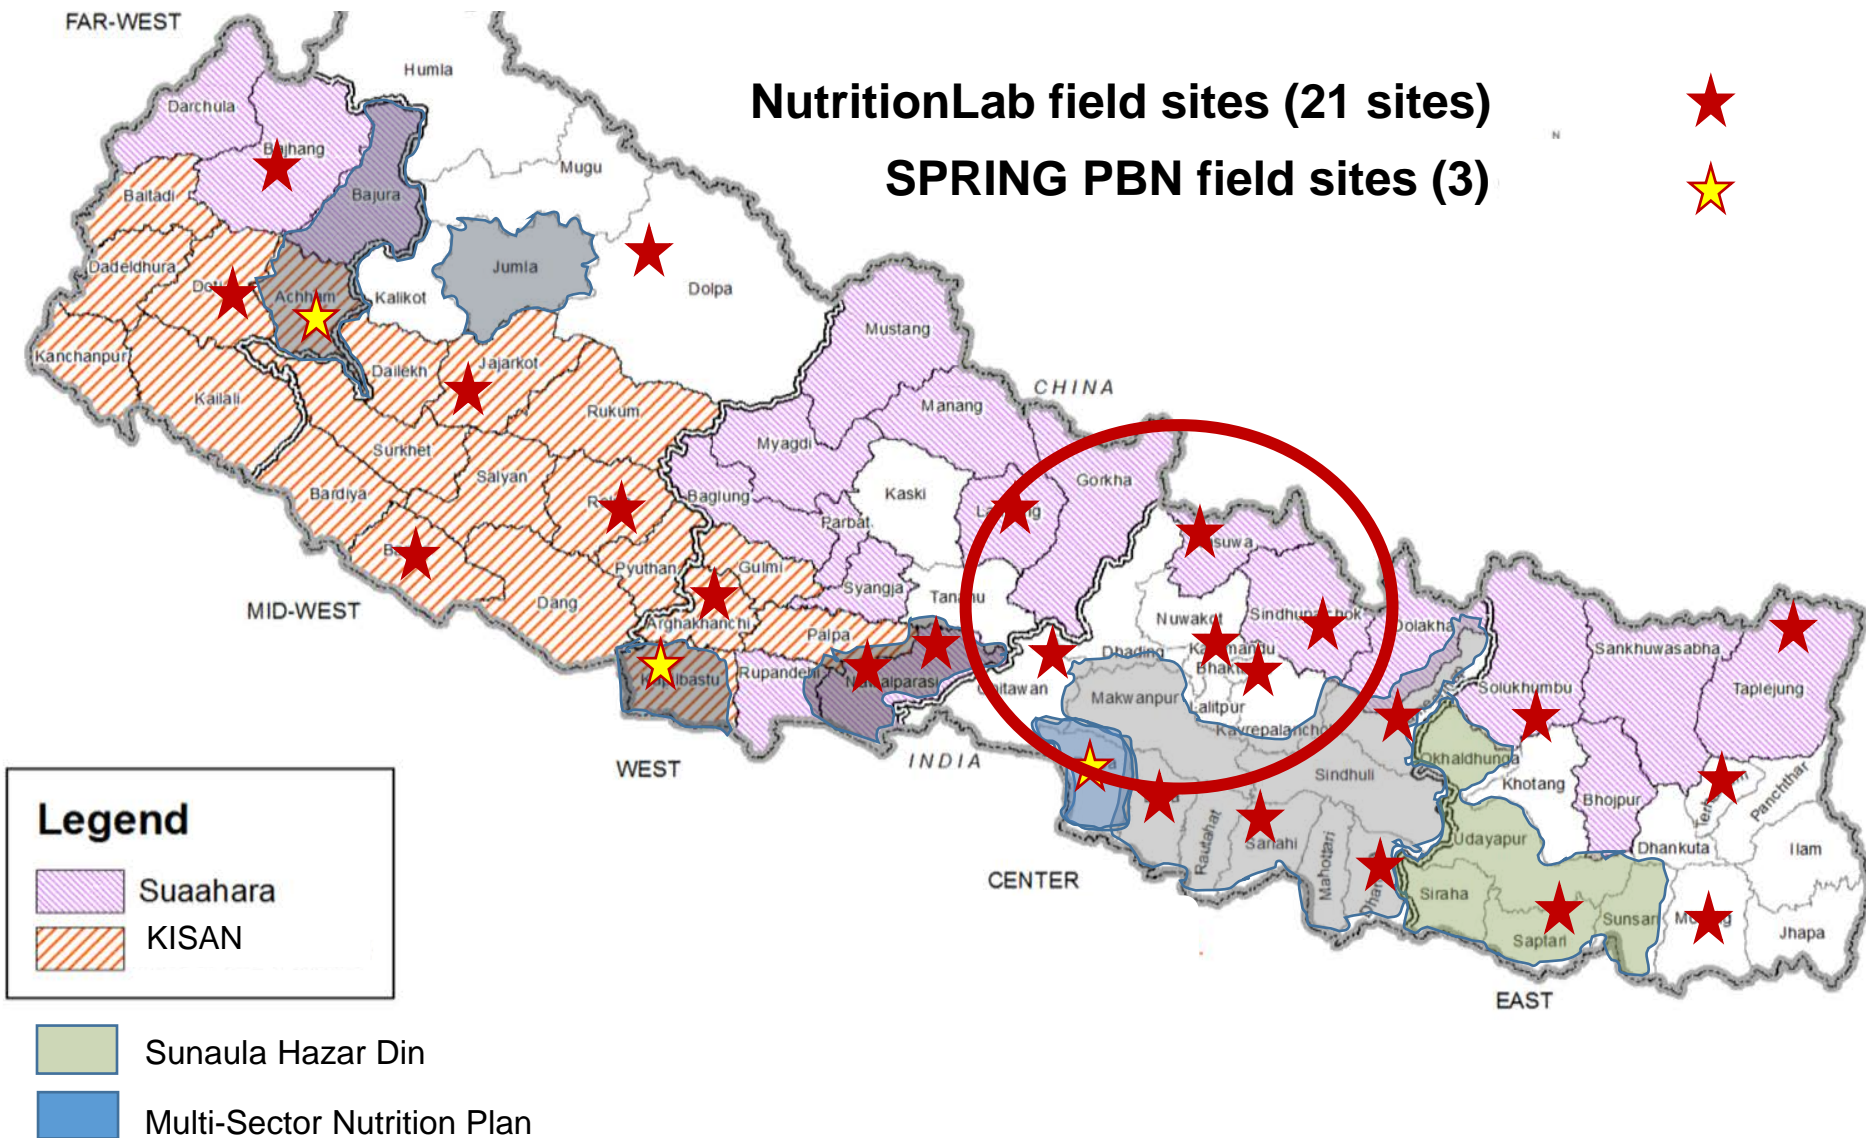 FAR-WEST
Humla
NutritionLab field sites (21 sites)
Darchula
N
Mugu
SPRING PBN field sites (3)
Baitadi
Bajura
Dadeldhura
Jumla
Dolpa
Kalikot
Mustang
Kanchanpur
Dailekh
Jajarkot
CHINA
Kailali
Rukum
Manang
Myagdi
Surkhet
Salyan
Gorkha
Bardiya
Baglung
Kaski
Parbat
Pyuthan
Gulmi
Syangja
Tanahu
MID-WEST
Dang
Nuwakot
Arghakhanchi
Palpa
Dhading
Dolakha
Sankhuwasabha
Rupandehi
Solukhumbu
Taplejung
Makwanpur
Lalitpur
WEST
INDIA
Okhaldhunga
Sindhuli
Khotang
Panchthar
Bhojpur
Legend
Udayapur
Dhankuta
Ilam
Rautahat
Sarlahi
Mahottari
CENTER
Suaahara
Siraha
Sunsari
KISAN
Saptari
Jhapa
EAST
Sunaula Hazar Din
Multi-Sector Nutrition Plan